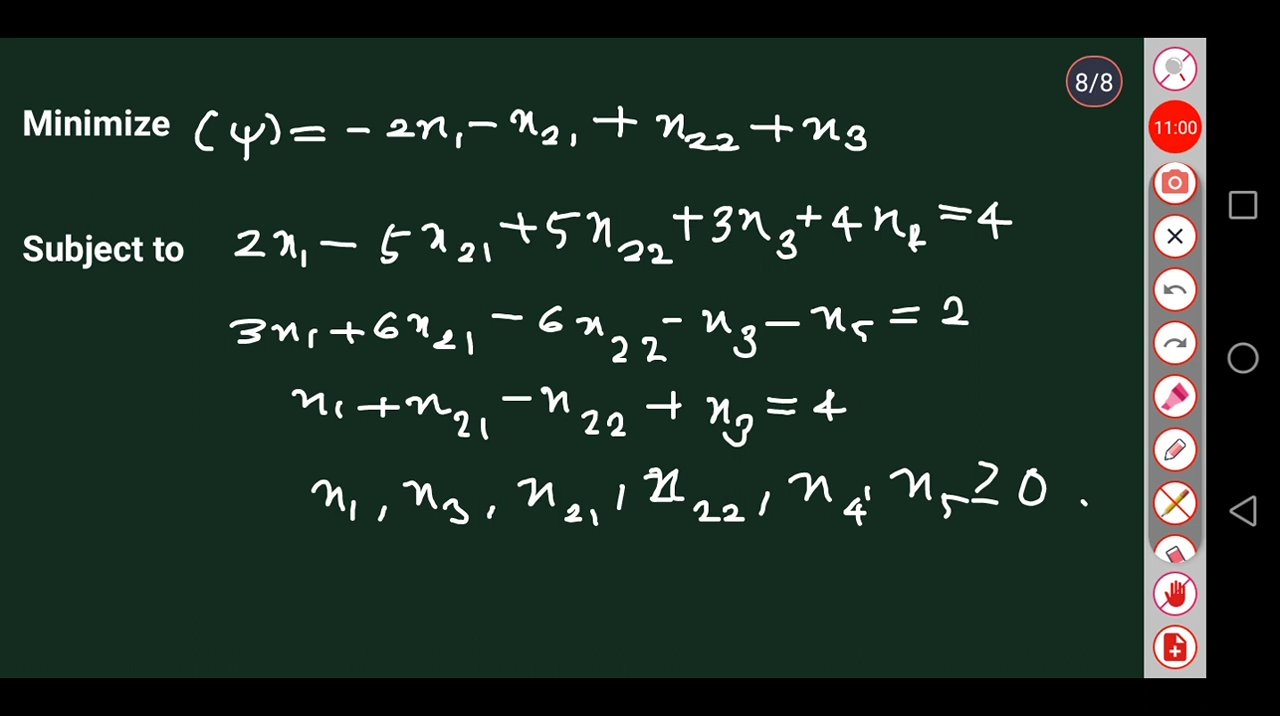 8/8
Minimize (ψ) = - 2x₁ - x₂₁ + x₂₂ + x₃
11:00
Subject to 2x₁ - 5x₂₁ + 5x₂₂ + 3x₃ + 4x₄ = 4
3x₁ + 6x₂₁ - 6x₂₂ - x₃ - x₅ = 2
x₁ + x₂₁ - x₂₂ + x₃ = 4
x₁, x₃, x₂₁, x₂₂, x₄, x₅ ≥ 0.